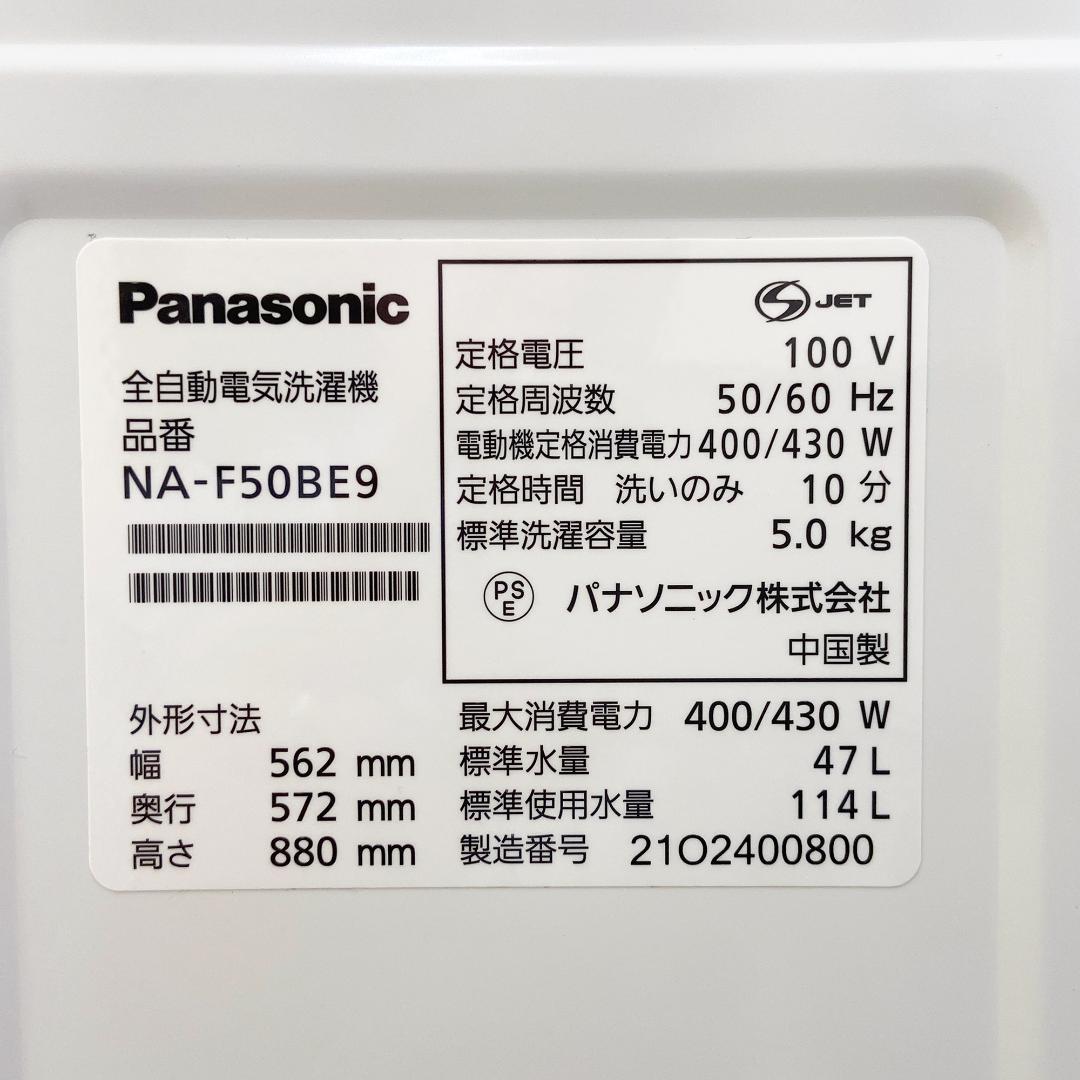 Panasonic
全自動電気洗濯機
品番
NA-F50BE9
JET
定格電圧 100 V
定格周波数 50/60 Hz
電動機定格消費電力 400/430 W
定格時間 洗いのみ 10 分
標準洗濯容量 5.0 kg
PS
E
パナソニック株式会社
中国製
外形寸法
幅 562 mm
奥行 572 mm
高さ 880 mm
最大消費電力 400/430 W
標準水量 47 L
標準使用水量 114 L
製造番号 21O2400800